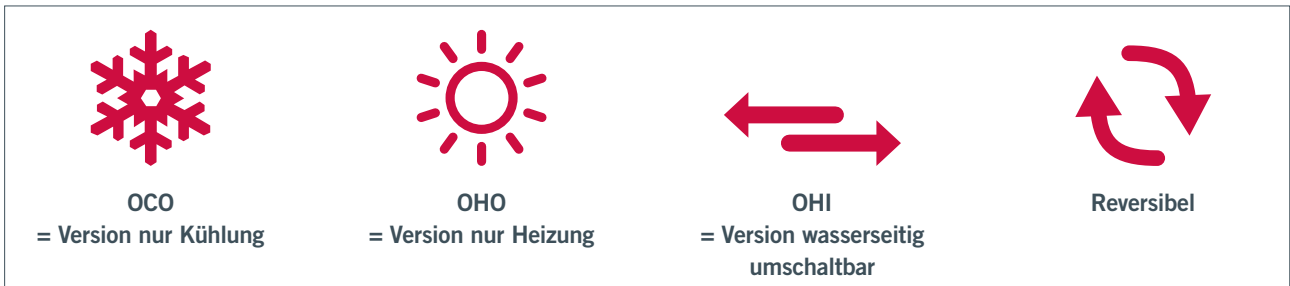 OCO
= Version nur Kühlung
OHO
= Version nur Heizung
OHI
= Version wasserseitig
umschaltbar
Reversibel